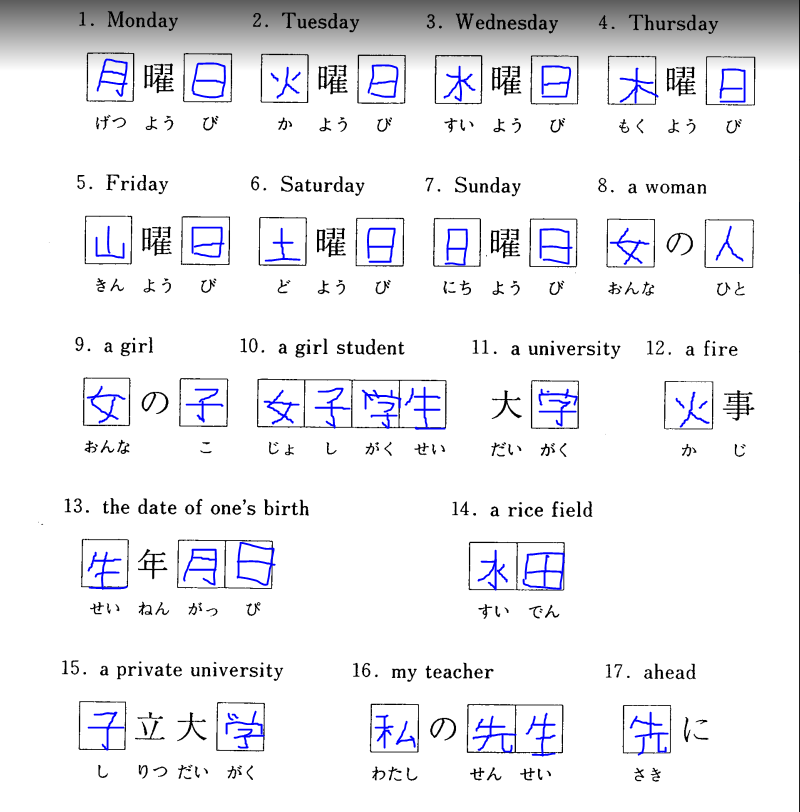 1. Monday 2. Tuesday 3. Wednesday 4. Thursday
月曜日 火曜日 水曜日 木曜日
げつ よう び か よう び すい よう び もく よう び
5. Friday 6. Saturday 7. Sunday 8. a woman
山曜日 土曜日 日曜日 女の人
きん よう び ど よう び にち よう び おんな ひと
9. a girl 10. a girl student 11. a university 12. a fire
女の子 女子学生 大学 火事
おんな こ じょ し がく せい だい がく か じ
13. the date of one's birth 14. a rice field
生年月日 水田
せい ねん がっ ぴ すい でん
15. a private university 16. my teacher 17. ahead
子立大学 私の先生 先に
し りつ だい がく わたし せん せい さき